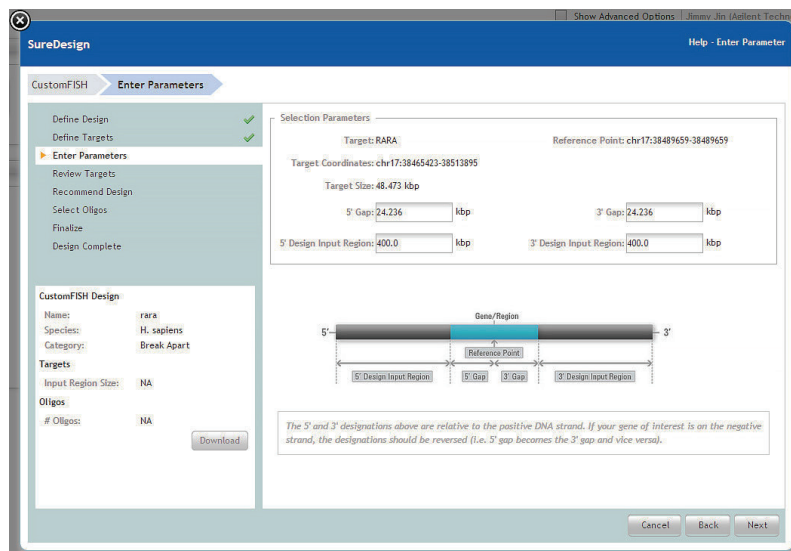 Show Advanced Options Jimmy Jin (Agilent Techn
SureDesign
Help - Enter Parameter
CustomFISH Enter Parameters
Define Design
Define Targets
Enter Parameters
Review Targets
Recommend Design
Select Oligos
Finalize
Design Complete
Selection Parameters
Target: RARA Reference Point: chr17:38489659-38489659
Target Coordinates: chr17:38465423-38513895
Target Size: 48.473 kbp
5' Gap: 24.236 kbp 3' Gap: 24.236 kbp
5' Design Input Region: 400.0 kbp 3' Design Input Region: 400.0 kbp
CustomFISH Design
Name: rara
Species: H. sapiens
Category: Break Apart
Targets
Input Region Size: NA
Oligos
# Oligos: NA
Download
Gene/Region
5' 3'
Reference Point
5' Design Input Region 5' Gap 3' Gap 3' Design Input Region
The 5' and 3' designations above are relative to the positive DNA strand. If your gene of interest is on the negative
strand, the designations should be reversed (i.e. 5' gap becomes the 3' gap and vice versa).
Cancel Back Next